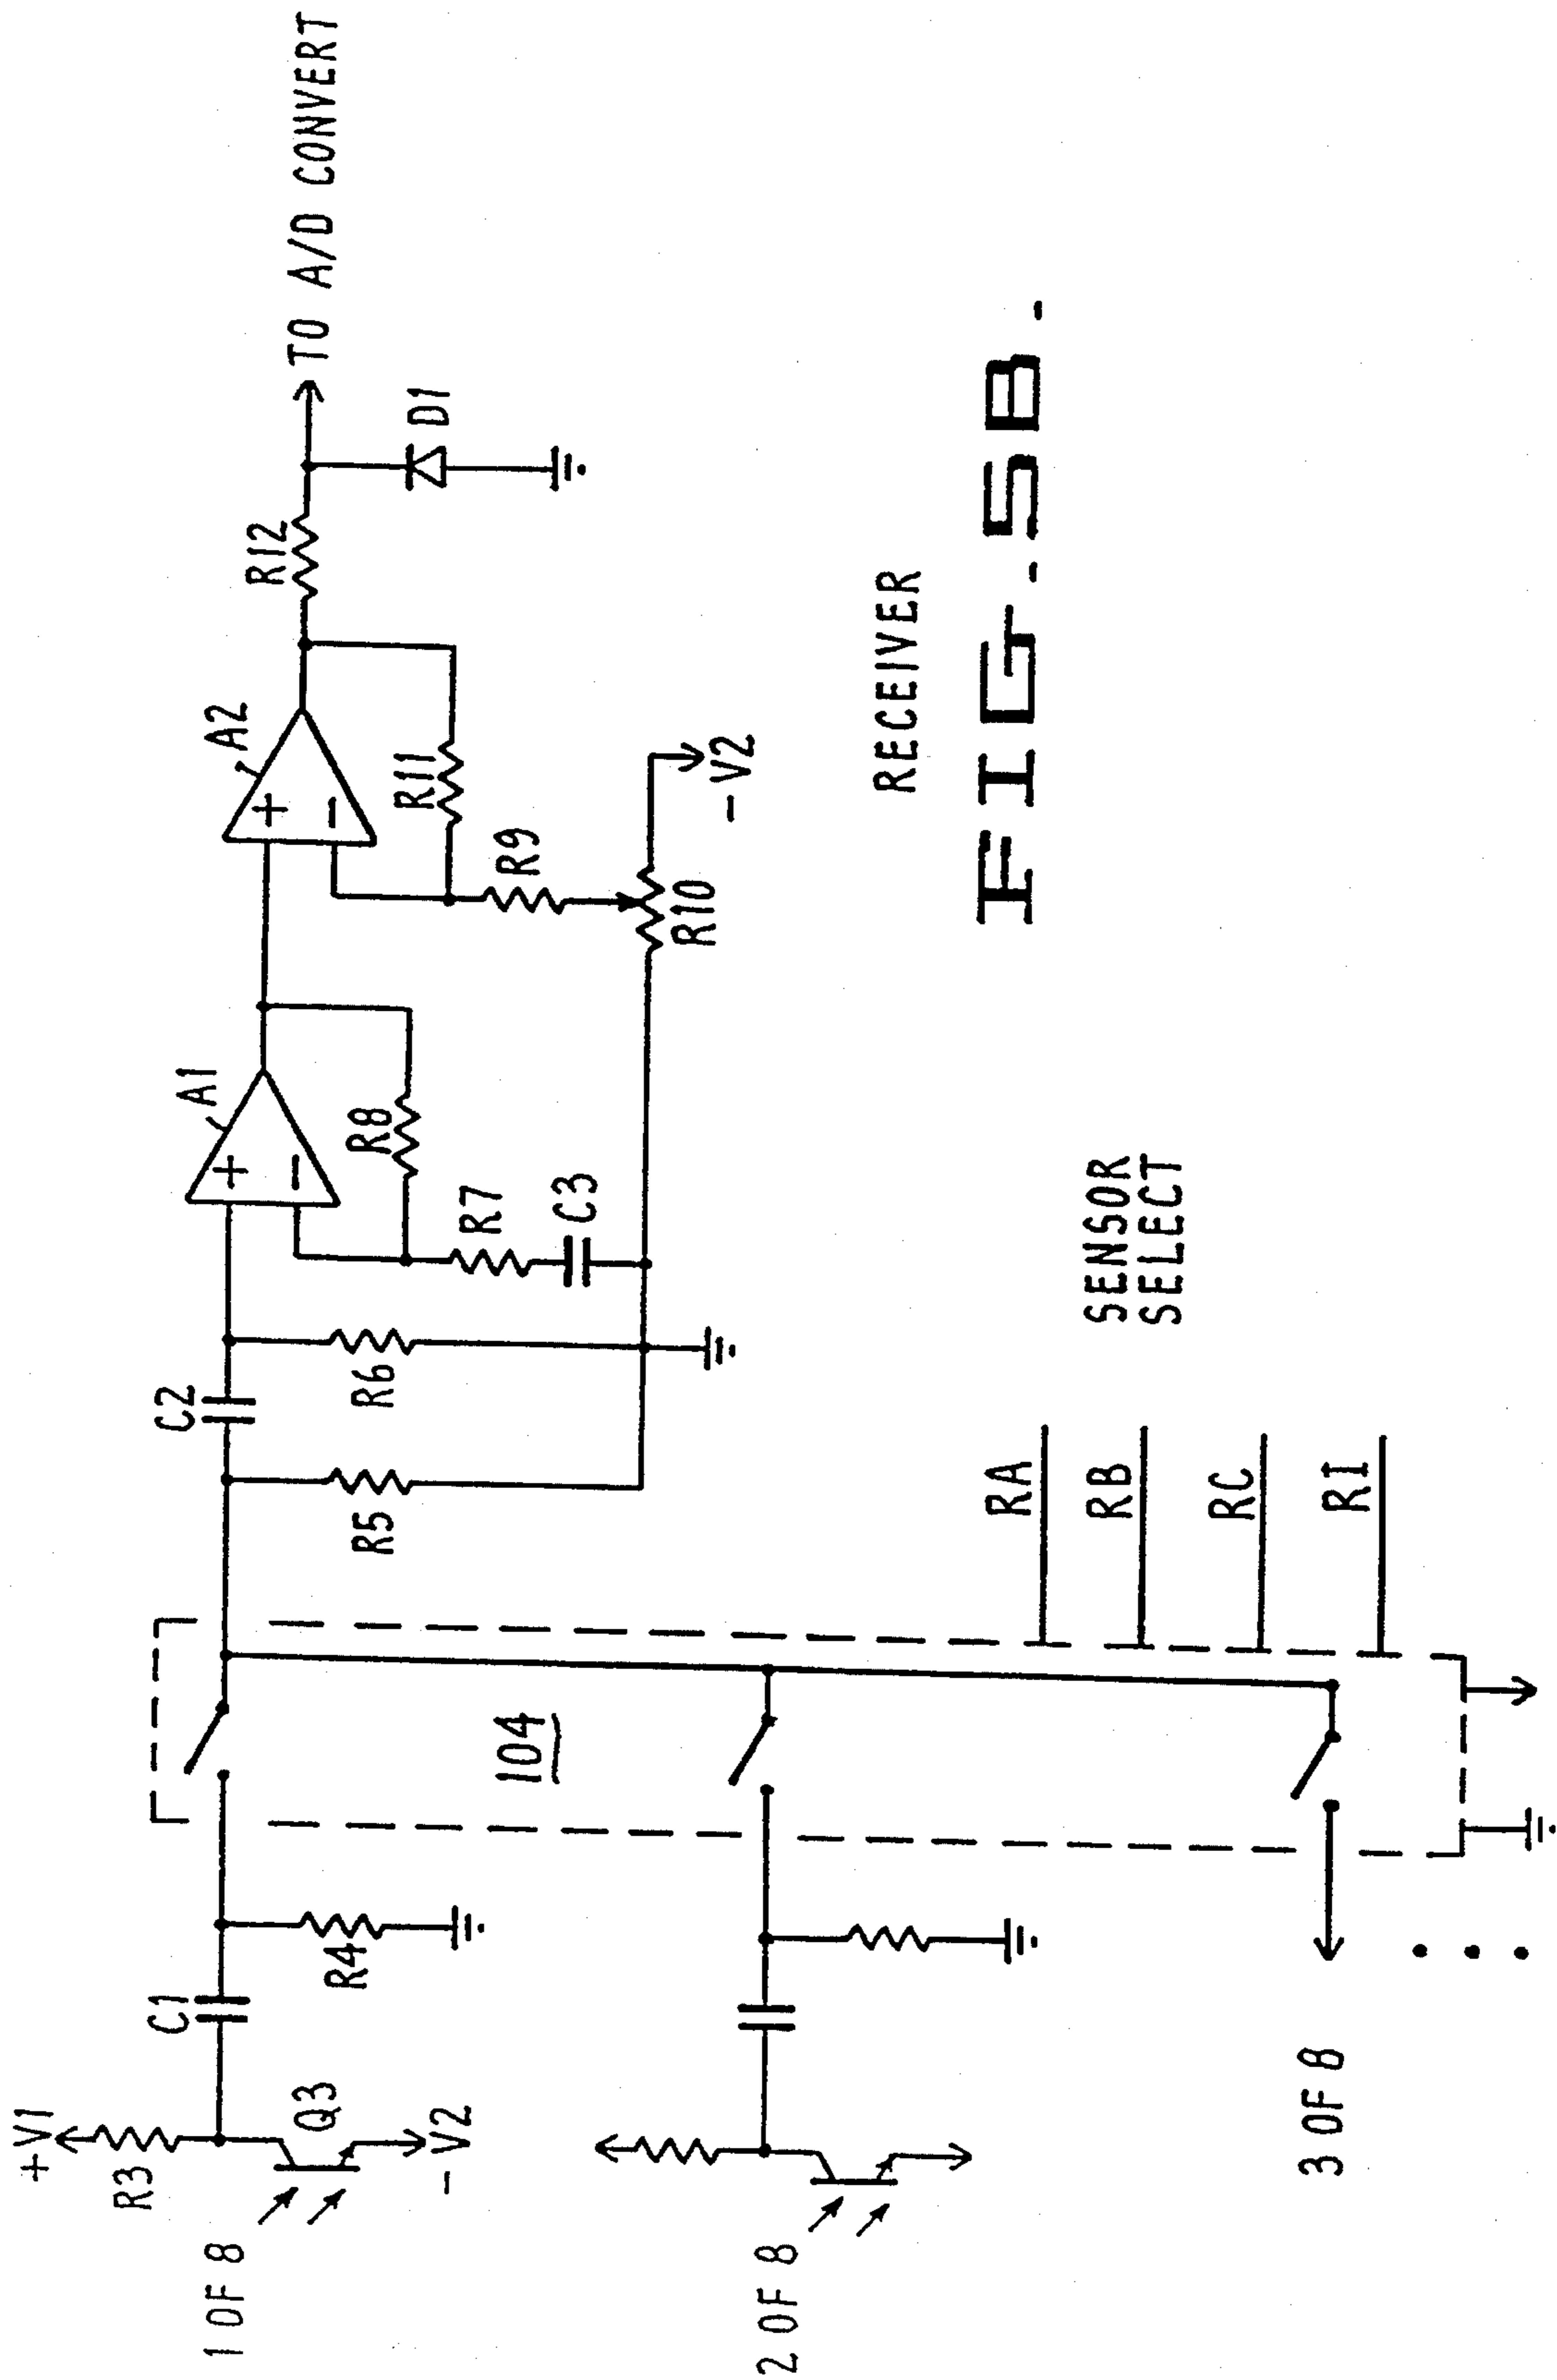 +V1
R3
1 OF 8
Q3
-V2
C1
R4
2 OF 8
3 OF 8
104
RA
RB
RC
RI
SENSOR
SELECT
R5
C2
R6
A1
+
−
R8
R7
C3
A2
+
−
R11
R9
R10
-V2
R12
D1
TO A/D CONVERT
RECEIVER
FIG.5B.